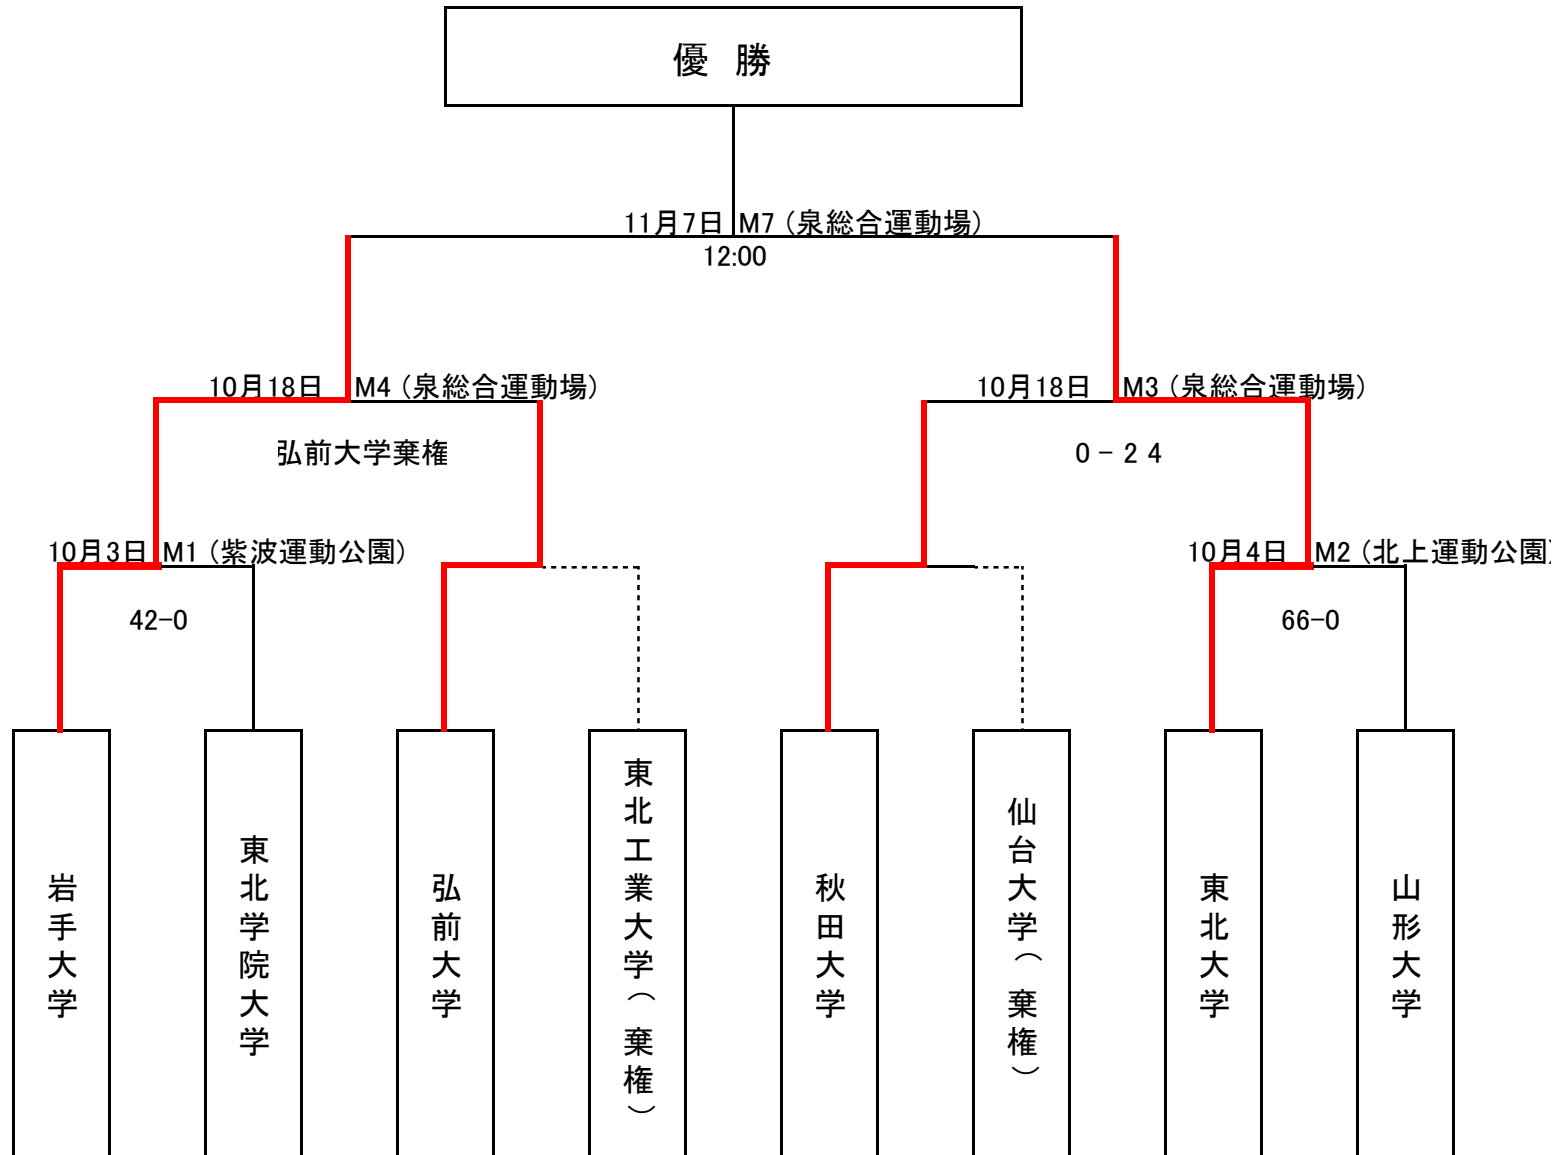 優 勝
11月7日 M7 (泉総合運動場)
12:00
10月18日 M4 (泉総合運動場)
10月18日 M3 (泉総合運動場)
弘前大学棄権
0－24
10月3日 M1 (紫波運動公園)
10月4日 M2 (北上運動公園)
42-0
66-0
岩手大学
東北学院大学
弘前大学
東北工業大学(棄権)
秋田大学
仙台大学(棄権)
東北大学
山形大学